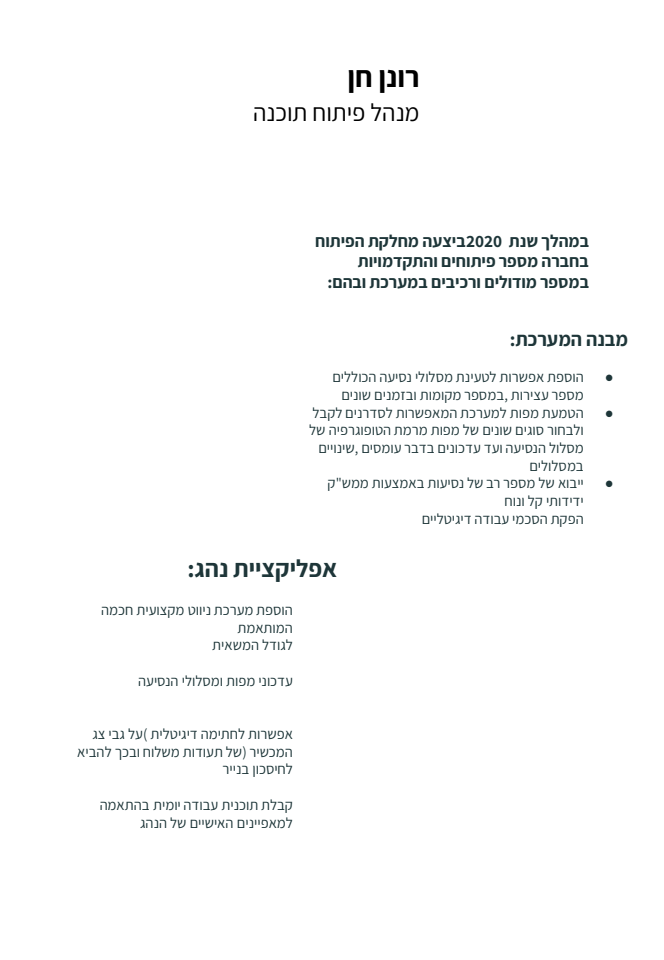 רונן חן
מנהל פיתוח תוכנה
במהלך שנת 2020ביצעה מחלקת הפיתוח
בחברה מספר פיתוחים והתקדמויות
במספר מודולים ורכיבים במערכת ובהם:
מבנה המערכת:
● הוספת אפשרות לטעינת מסלולי נסיעה הכוללים
מספר עצירות ,במספר מקומות ובזמנים שונים
● הטמעת מפות למערכת המאפשרות לסדרנים לקבל
ולבחור סוגים שונים של מפות מרמת הטופוגרפיה של
מסלול הנסיעה ועד עדכונים בדבר עומסים ,שינויים
במסלולים
● ייבוא של מספר רב של נסיעות באמצעות ממש"ק
ידידותי קל ונוח
הפקת הסכמי עבודה דיגיטליים
אפליקציית נהג:
הוספת מערכת ניווט מקצועית חכמה
המותאמת
לגודל המשאית
עדכוני מפות ומסלולי הנסיעה
אפשרות לחתימה דיגיטלית )על גבי צג
המכשיר (של תעודות משלוח ובכך להביא
לחיסכון בנייר
קבלת תוכנית עבודה יומית בהתאמה
למאפיינים האישיים של הנהג